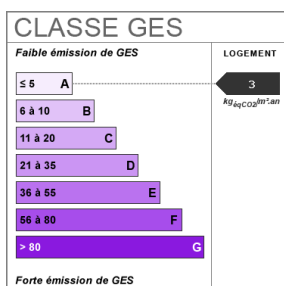 CLASSE GES
Faible émission de GES
LOGEMENT
≤ 5 A
3
kgéqCO2/m².an
6 à 10 B
11 à 20 C
21 à 35 D
36 à 55 E
56 à 80 F
> 80 G
Forte émission de GES